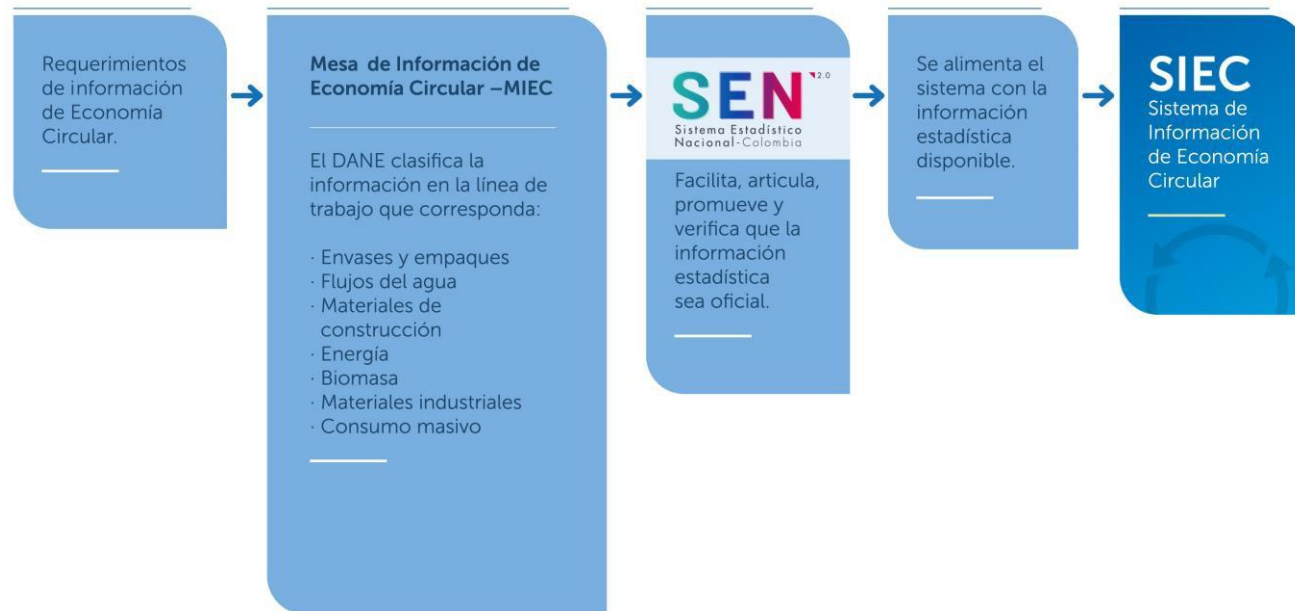 Requerimientos
de información
de Economía
Circular.
Mesa de Información de
Economía Circular –MIEC
El DANE clasifica la
información en la línea de
trabajo que corresponda:
· Envases y empaques
· Flujos del agua
· Materiales de
construcción
· Energía
· Biomasa
· Materiales industriales
· Consumo masivo
SEN 2.0
Sistema Estadístico
Nacional-Colombia
Facilita, articula,
promueve y
verifica que la
información
estadística
sea oficial.
Se alimenta el
sistema con la
información
estadística
disponible.
SIEC
Sistema de
Información
de Economía
Circular